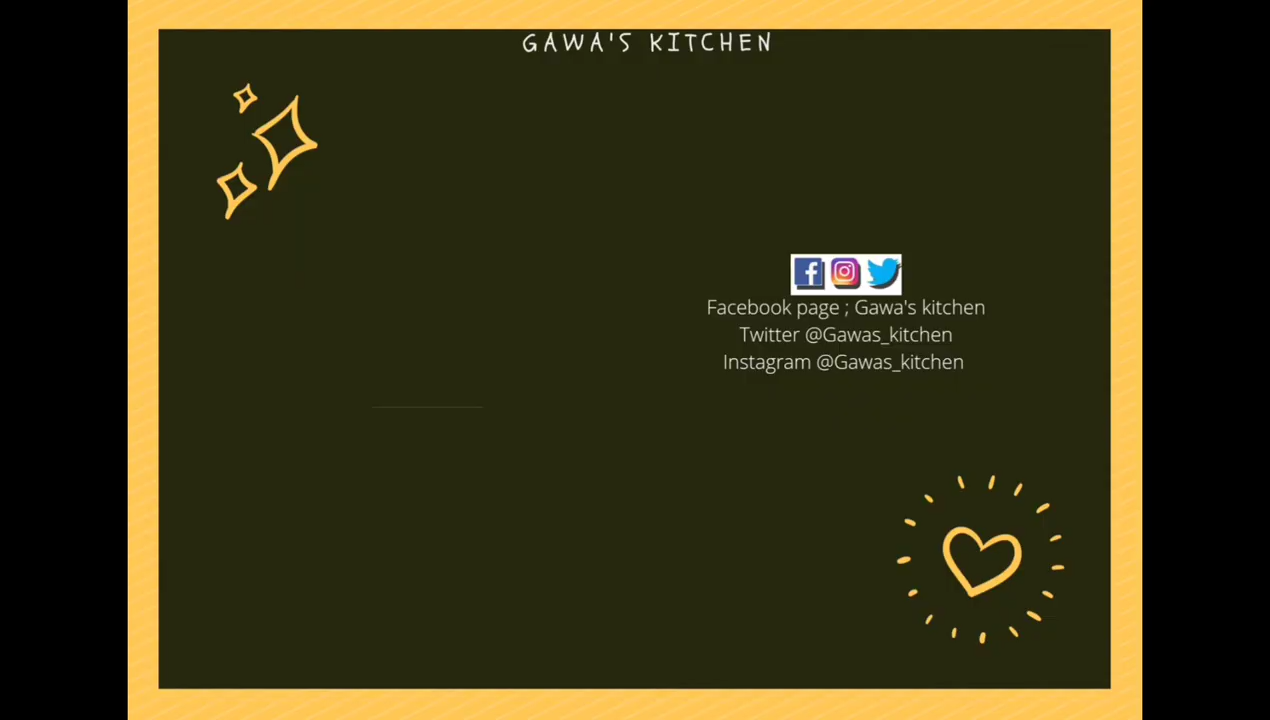 GAWA'S KITCHEN
Facebook page ; Gawa's kitchen
Twitter @Gawas_kitchen
Instagram @Gawas_kitchen